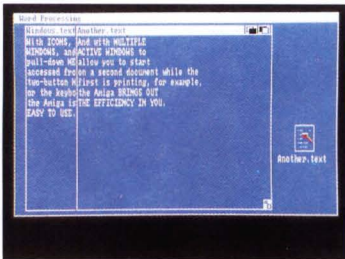 Word Processing
Windows.text
With ICONS,
WINDOWS, and
pull-down ME
accessed fro
two-button M
or the keybo
the Amiga is
EASY TO USE.
Another.text
And with MULTIPLE
ACTIVE WINDOWS to
allow you to start
on a second document while the
first is printing, for example,
the Amiga BRINGS OUT
THE EFFICIENCY IN YOU.
Another.text